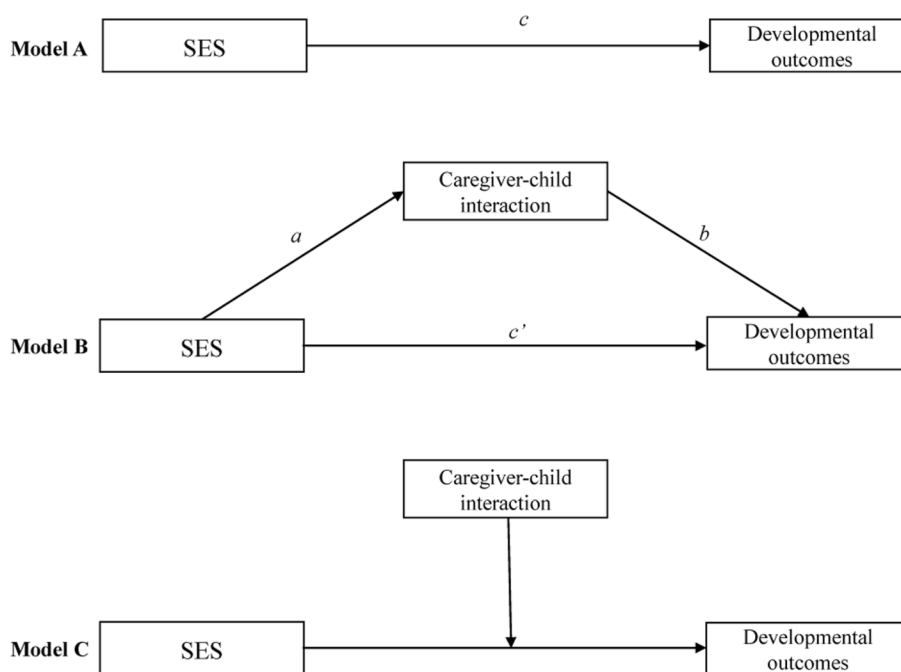 c
Model A
SES
Developmental
outcomes
Caregiver-child
interaction
a
b
Model B
SES
c’
Developmental
outcomes
Caregiver-child
interaction
Model C
SES
Developmental
outcomes